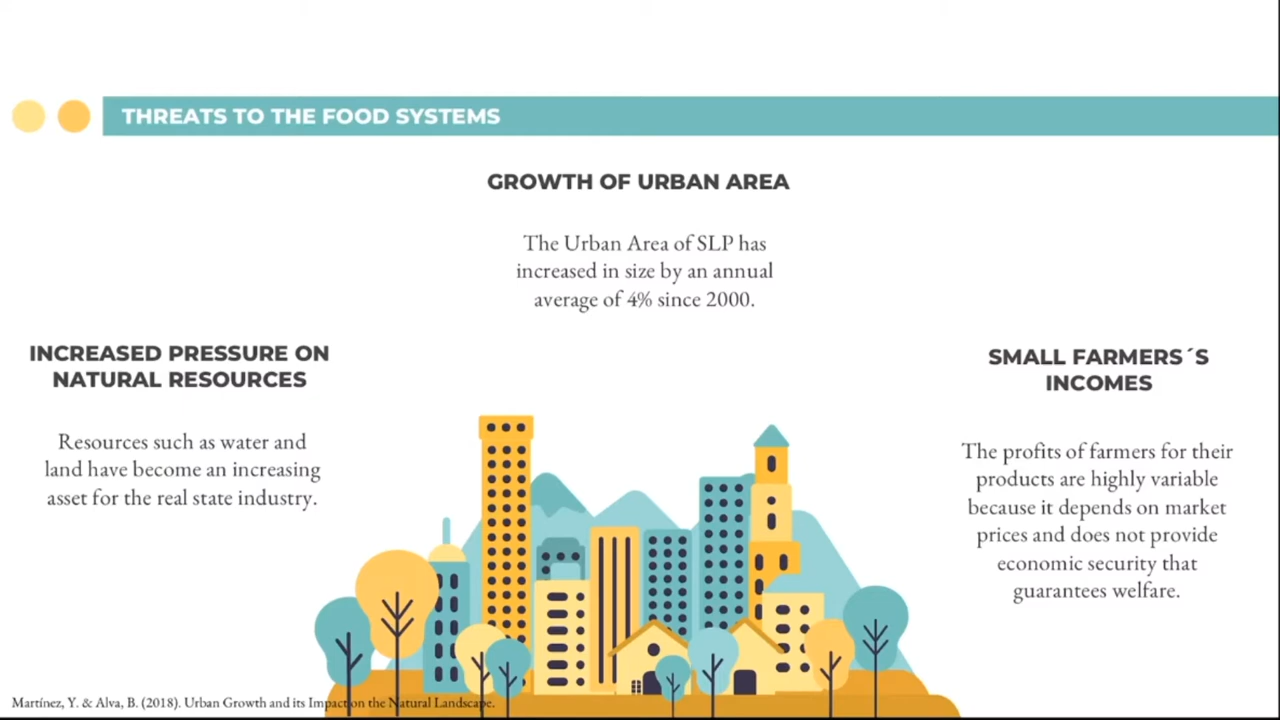 THREATS TO THE FOOD SYSTEMS
GROWTH OF URBAN AREA
The Urban Area of SLP has
increased in size by an annual
average of 4% since 2000.
INCREASED PRESSURE ON
NATURAL RESOURCES
Resources such as water and
land have become an increasing
asset for the real state industry.
SMALL FARMERS´S
INCOMES
The profits of farmers for their
products are highly variable
because it depends on market
prices and does not provide
economic security that
guarantees welfare.
Martínez, Y. & Alva, B. (2018). Urban Growth and its Impact on the Natural Landscape.